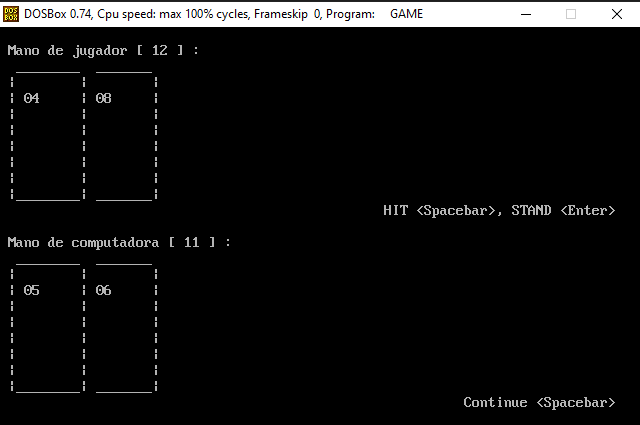 DOSBox 0.74, Cpu speed: max 100% cycles, Frameskip 0, Program: GAME
Mano de jugador [ 12 ] :
04 08
HIT <Spacebar>, STAND <Enter>
Mano de computadora [ 11 ] :
05 06
Continue <Spacebar>